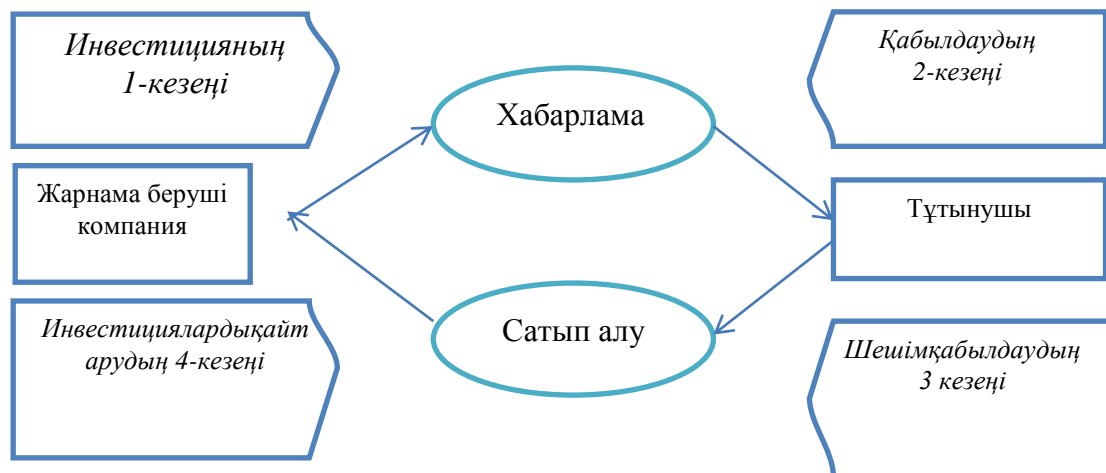 Инвестицияның
1-кезеңі
Қабылдаудың
2-кезеңі
Хабарлама
Жарнама беруші
компания
Тұтынушы
Инвестициялардықайт
арудың 4-кезеңі
Сатып алу
Шешімқабылдаудың
3 кезеңі